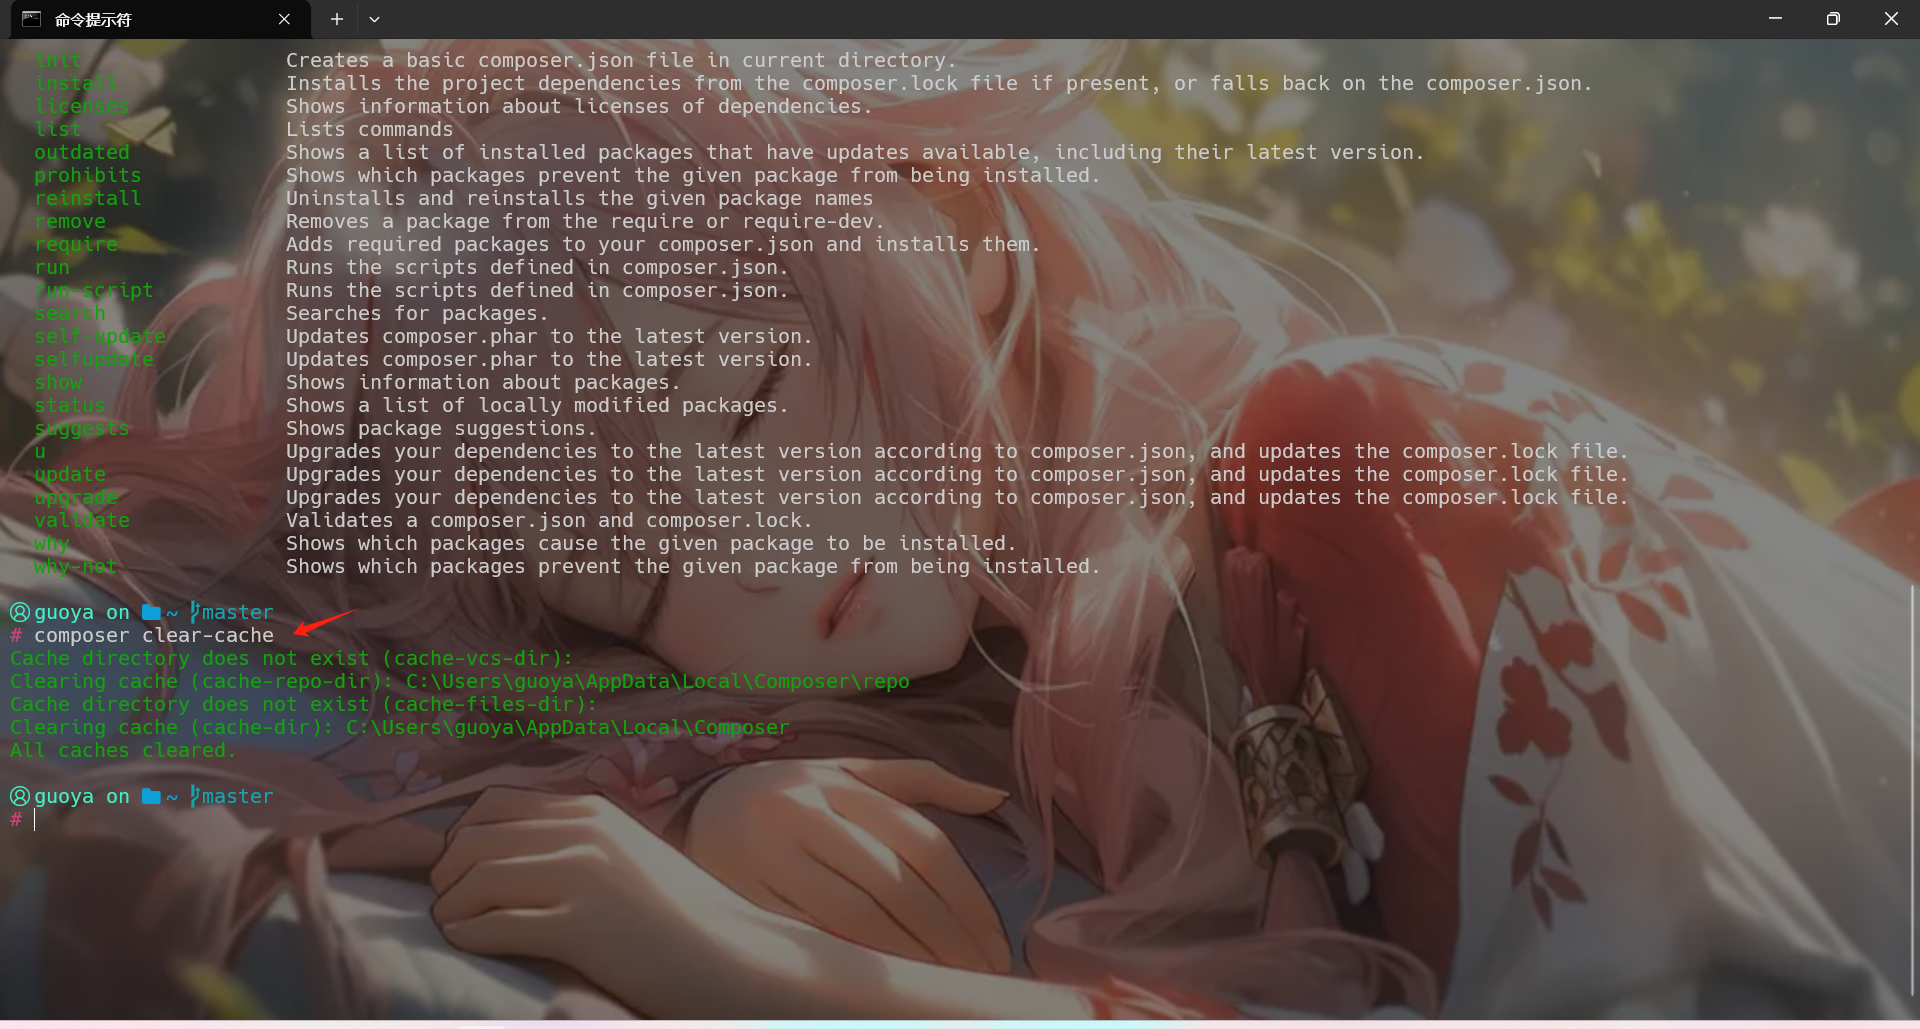 命令提示符
init Creates a basic composer.json file in current directory.
install Installs the project dependencies from the composer.lock file if present, or falls back on the composer.json.
licenses Shows information about licenses of dependencies.
list Lists commands
outdated Shows a list of installed packages that have updates available, including their latest version.
prohibits Shows which packages prevent the given package from being installed.
reinstall Uninstalls and reinstalls the given package names
remove Removes a package from the require or require-dev.
require Adds required packages to your composer.json and installs them.
run Runs the scripts defined in composer.json.
run-script Runs the scripts defined in composer.json.
search Searches for packages.
self-update Updates composer.phar to the latest version.
selfupdate Updates composer.phar to the latest version.
show Shows information about packages.
status Shows a list of locally modified packages.
suggests Shows package suggestions.
u Upgrades your dependencies to the latest version according to composer.json, and updates the composer.lock file.
update Upgrades your dependencies to the latest version according to composer.json, and updates the composer.lock file.
upgrade Upgrades your dependencies to the latest version according to composer.json, and updates the composer.lock file.
validate Validates a composer.json and composer.lock.
why Shows which packages cause the given package to be installed.
why-not Shows which packages prevent the given package from being installed.
guoya on ~ master
# composer clear-cache
Cache directory does not exist (cache-vcs-dir):
Clearing cache (cache-repo-dir): C:\Users\guoya\AppData\Local\Composer\repo
Cache directory does not exist (cache-files-dir):
Clearing cache (cache-dir): C:\Users\guoya\AppData\Local\Composer
All caches cleared.
guoya on ~ master
#